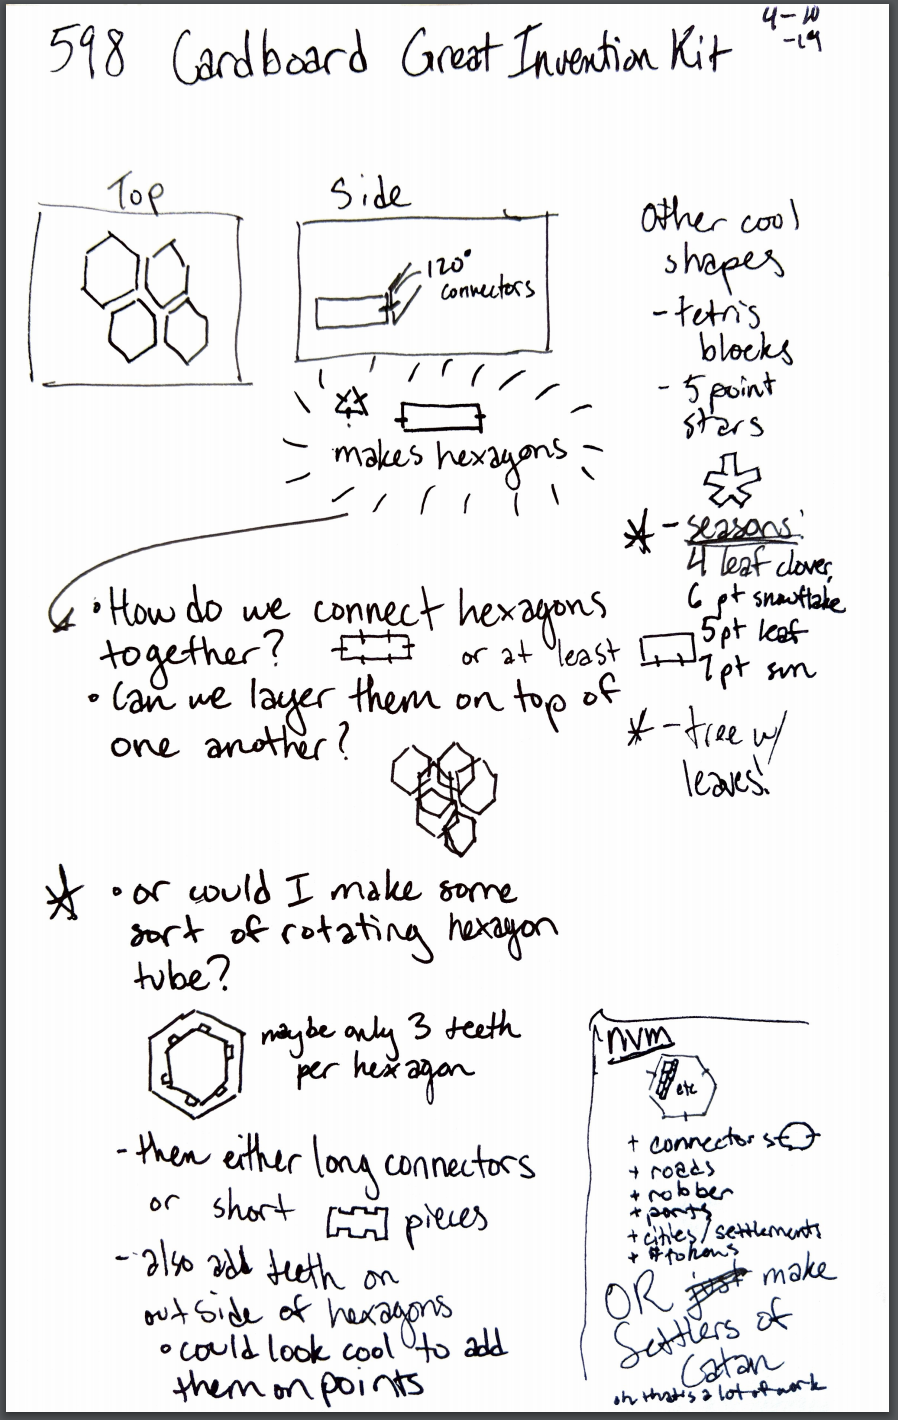 598 Cardboard Great Invention Kit
4-10
-19
Top
Side
120°
connectors
makes hexagons
Other cool
shapes
- tetris
blocks
- 5 point
stars
* - seasons:
4 leaf clover,
6 pt snowflake
5pt leaf
7pt sun
* - tree w/
leaves!
• How do we connect hexagons
together? or at least
• Can we layer them on top of
one another?
* • or could I make some
sort of rotating hexagon
tube?
maybe only 3 teeth
per hexagon
- then either long connectors
or short pieces
- also add teeth on
outside of hexagons
• could look cool to add
them on points
nvm
etc
+ connectors
+ roads
+ robber
+ ports
+ cities/settlements
+ # tokens
OR just make
Settlers of
Catan
oh that's a lot of work